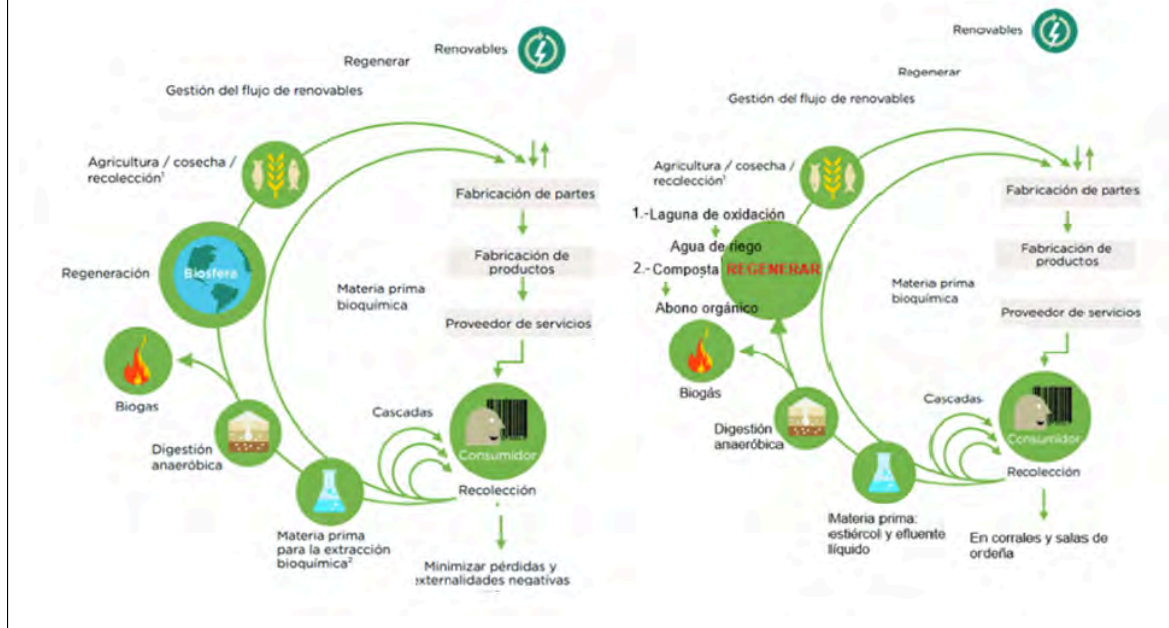 Renovables
Regenerar
Gestión del flujo de renovables
Agricultura / cosecha /
recolección¹
Fabricación de partes
Regeneración
Biosfera
Fabricación de
productos
Materia prima
bioquímica
Proveedor de servicios
Biogas
Cascadas
Digestión
anaeróbica
Consumidor
Recolección
Materia prima
para la extracción
bioquímica²
Minimizar pérdidas y
externalidades negativas
Renovables
Regenerar
Gestión del flujo de renovables
Agricultura / cosecha /
recolección¹
Fabricación de partes
1.-Laguna de oxidación
Agua de riego
2.-Composta REGENERAR
Abono orgánico
Fabricación de
productos
Materia prima
bioquímica
Proveedor de servicios
Biogás
Cascadas
Digestión
anaeróbica
Consumidor
Recolección
Materia prima:
estiércol y efluente
líquido
En corrales y salas de
ordeña